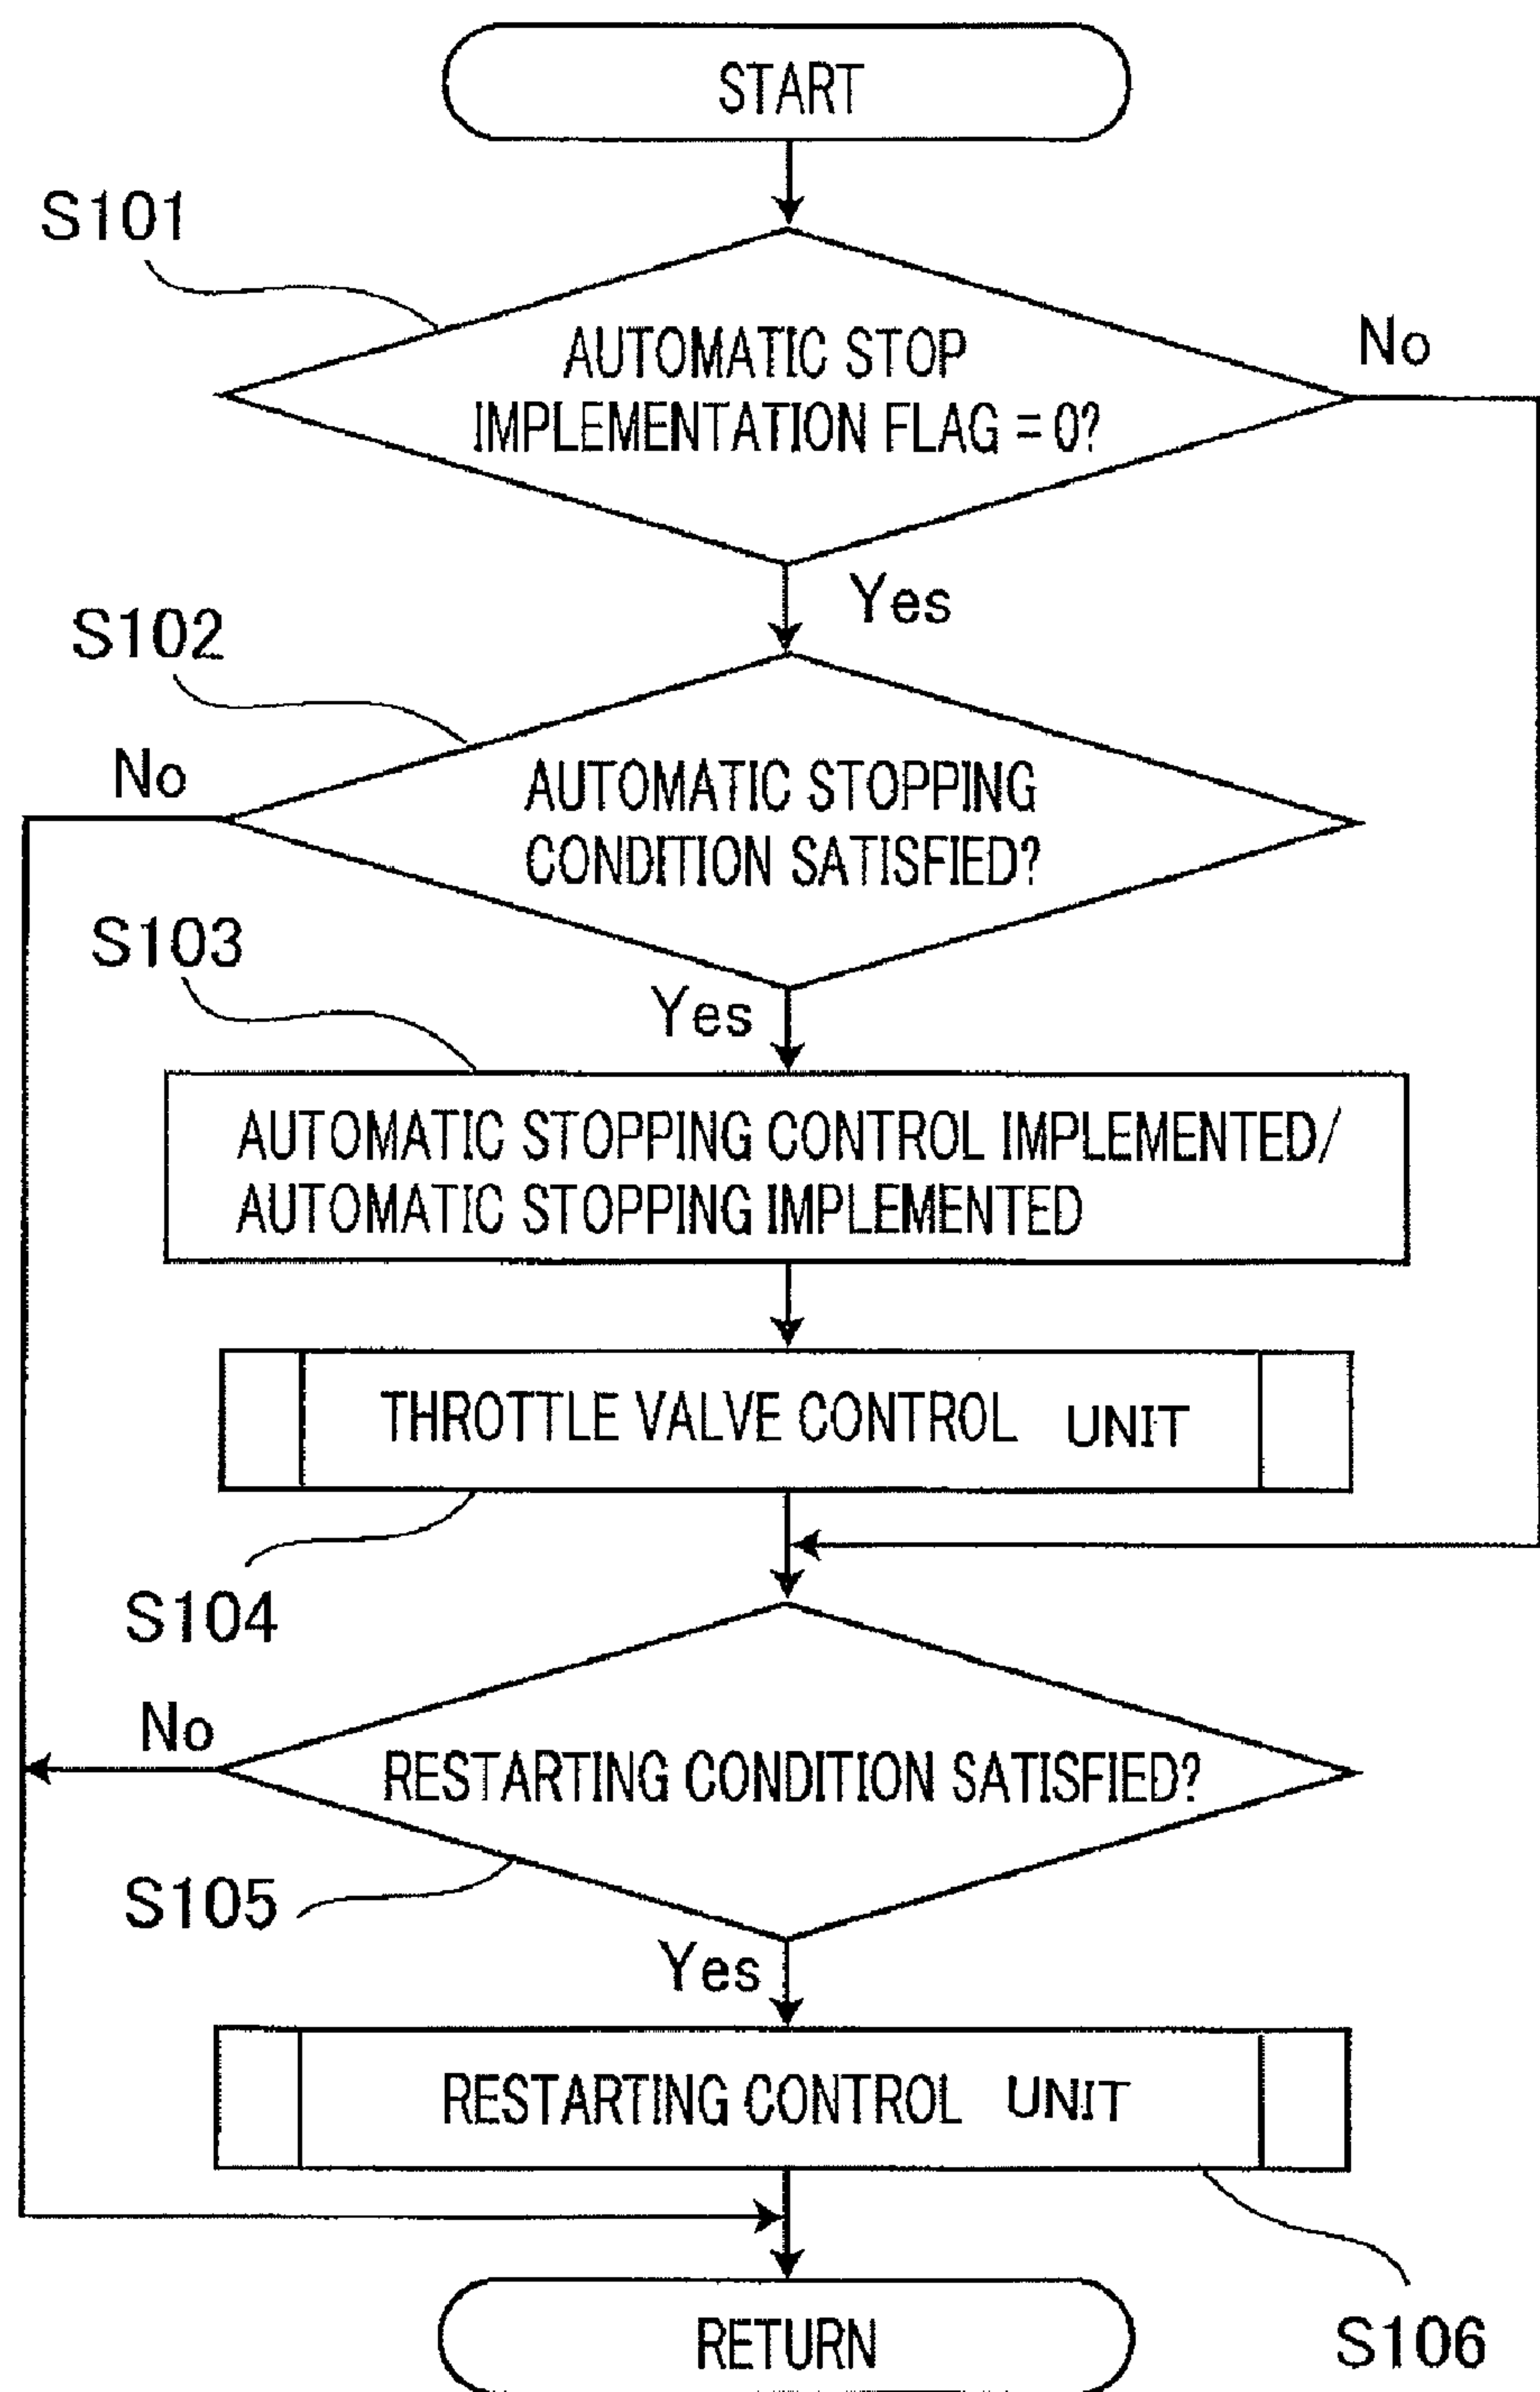 START
S101
AUTOMATIC STOP
IMPLEMENTATION FLAG = 0?
No
Yes
S102
No
AUTOMATIC STOPPING
CONDITION SATISFIED?
S103
Yes
AUTOMATIC STOPPING CONTROL IMPLEMENTED/
AUTOMATIC STOPPING IMPLEMENTED
THROTTLE VALVE CONTROL UNIT
S104
No
RESTARTING CONDITION SATISFIED?
S105
Yes
RESTARTING CONTROL UNIT
RETURN
S106